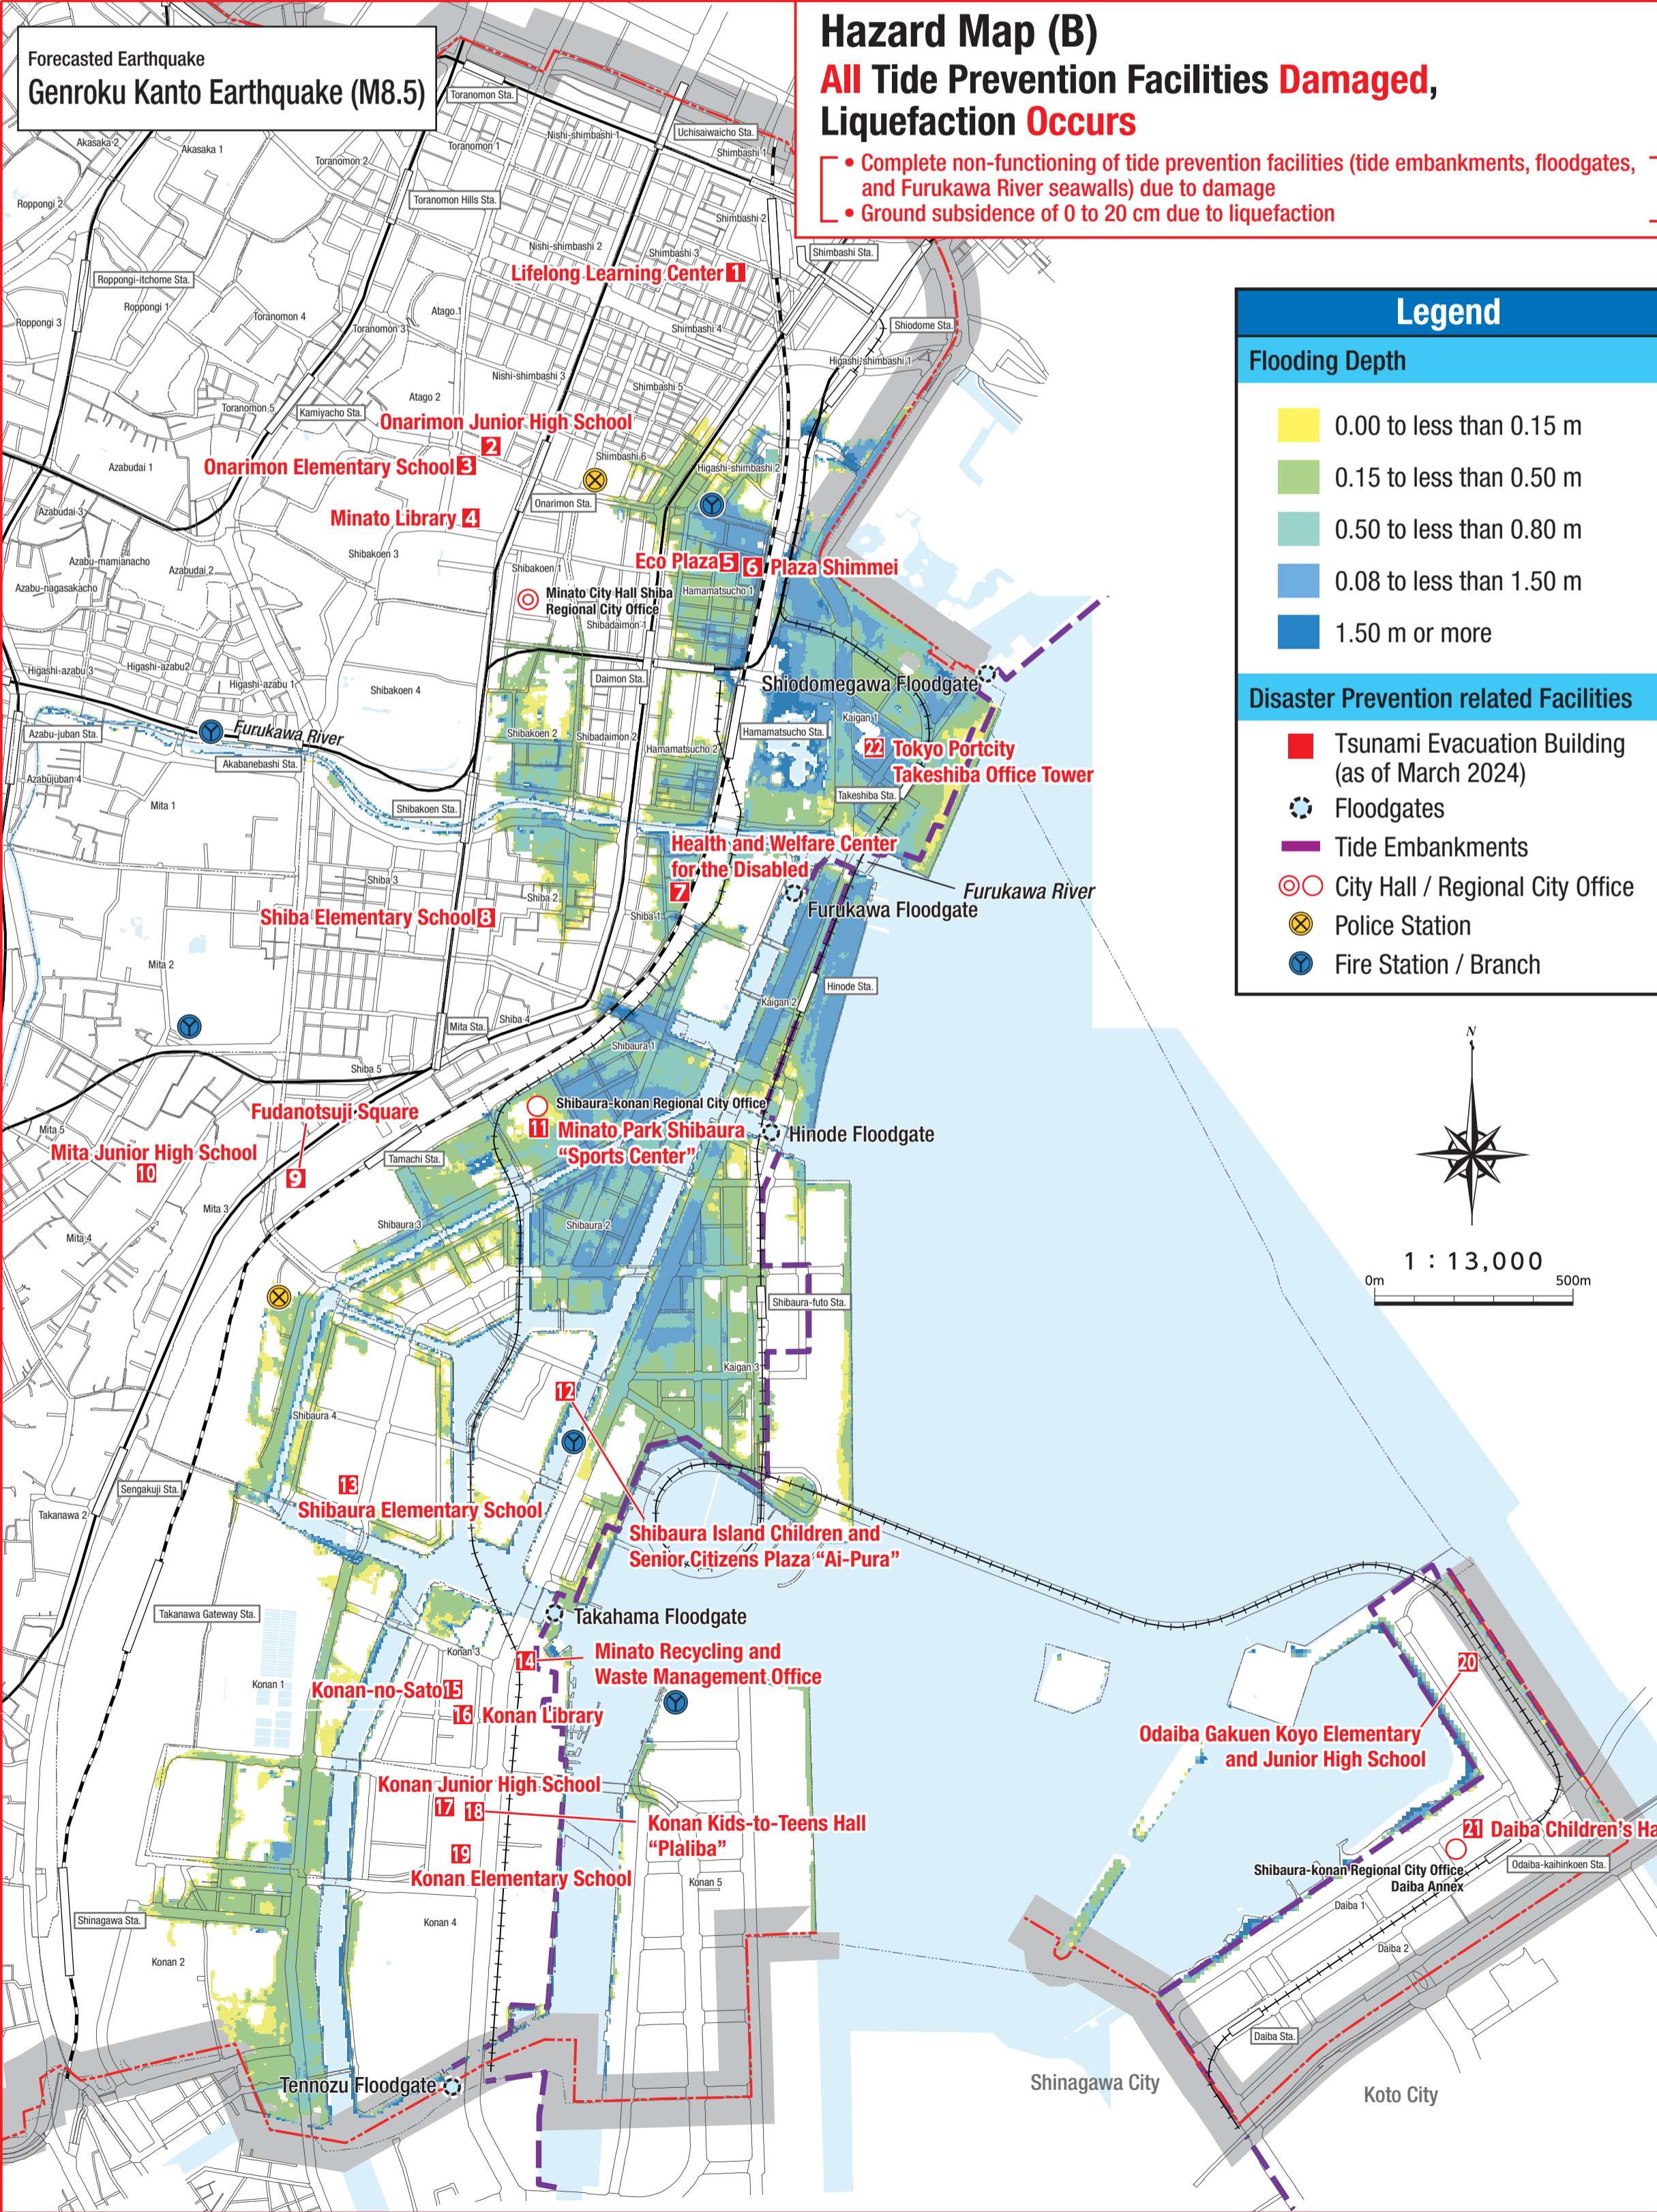 Forecasted Earthquake
Genroku Kanto Earthquake (M8.5)
Hazard Map (B)
All Tide Prevention Facilities Damaged,
Liquefaction Occurs
• Complete non-functioning of tide prevention facilities (tide embankments, floodgates,
and Furukawa River seawalls) due to damage
• Ground subsidence of 0 to 20 cm due to liquefaction
Legend
Flooding Depth
0.00 to less than 0.15 m
0.15 to less than 0.50 m
0.50 to less than 0.80 m
0.08 to less than 1.50 m
1.50 m or more
Disaster Prevention related Facilities
Tsunami Evacuation Building
(as of March 2024)
Floodgates
Tide Embankments
City Hall / Regional City Office
Police Station
Fire Station / Branch
N
1 : 13,000
0m 500m
Toranomon Sta.
Akasaka 2
Akasaka 1
Toranomon 2
Toranomon 1
Nishi-shimbashi 1
Uchisaiwaicho Sta.
Shimbashi 1
Roppongi 2
Toranomon Hills Sta.
Shimbashi 2
Nishi-shimbashi 2
Shimbashi 3
Shimbashi Sta.
Lifelong Learning Center 1
Roppongi-itchome Sta.
Roppongi 1
Roppongi 3
Toranomon 4
Toranomon 3
Atago 1
Shimbashi 4
Shiodome Sta.
Higashi-shimbashi 1
Nishi-shimbashi 3
Shimbashi 5
Atago 2
Toranomon 5
Kamiyacho Sta.
Onarimon Junior High School
2
Onarimon Elementary School 3
Shimbashi 6
Higashi-shimbashi 2
Azabudai 1
Onarimon Sta.
Azabudai 3
Minato Library 4
Shibakoen 3
Azabu-mamianacho
Azabudai 2
Azabu-nagasakacho
Shibakoen 1
Eco Plaza 5
6 Plaza Shimmei
Hamamatsucho 1
Minato City Hall Shiba
Regional City Office
Shibadaimon 1
Higashi-azabu 3
Higashi-azabu2
Higashi-azabu 1
Shibakoen 4
Daimon Sta.
Shiodomegawa Floodgate
Kaigan 1
Azabu-juban Sta.
Furukawa River
Akabanebashi Sta.
Shibakoen 2
Shibadaimon 2
Hamamatsucho 2
Hamamatsucho Sta.
22 Tokyo Portcity
Takeshiba Office Tower
Azabujuban 4
Mita 1
Shibakoen Sta.
Takeshiba Sta.
Health and Welfare Center
for the Disabled
7
Furukawa River
Furukawa Floodgate
Shiba 3
Shiba 2
Shiba Elementary School 8
Shiba 1
Mita 2
Kaigan 2
Hinode Sta.
Mita Sta.
Shiba 4
Shibaura 1
Shiba 5
Fudanotsuji Square
9
Shibaura-konan Regional City Office
11 Minato Park Shibaura
"Sports Center"
Hinode Floodgate
Mita 5
Mita Junior High School
10
Tamachi Sta.
Mita 3
Mita 4
Shibaura 3
Shibaura 2
Shibaura-futo Sta.
Kaigan 3
12
Shibaura 4
Sengakuji Sta.
Takanawa 2
13
Shibaura Elementary School
Shibaura Island Children and
Senior Citizens Plaza "Ai-Pura"
Takanawa Gateway Sta.
Takahama Floodgate
Konan 3
14
Minato Recycling and
Waste Management Office
Konan 1
Konan-no-Sato 15
16 Konan Library
20
Odaiba Gakuen Koyo Elementary
and Junior High School
Konan Junior High School
17 18
Konan Kids-to-Teens Hall
"Plaliba"
19
Konan Elementary School
21 Daiba Children's Ha
Odaiba-kaihinkoen Sta.
Shibaura-konan Regional City Office
Daiba Annex
Konan 5
Daiba 1
Daiba 2
Shinagawa Sta.
Konan 4
Konan 2
Daiba Sta.
Tennozu Floodgate
Shinagawa City
Koto City